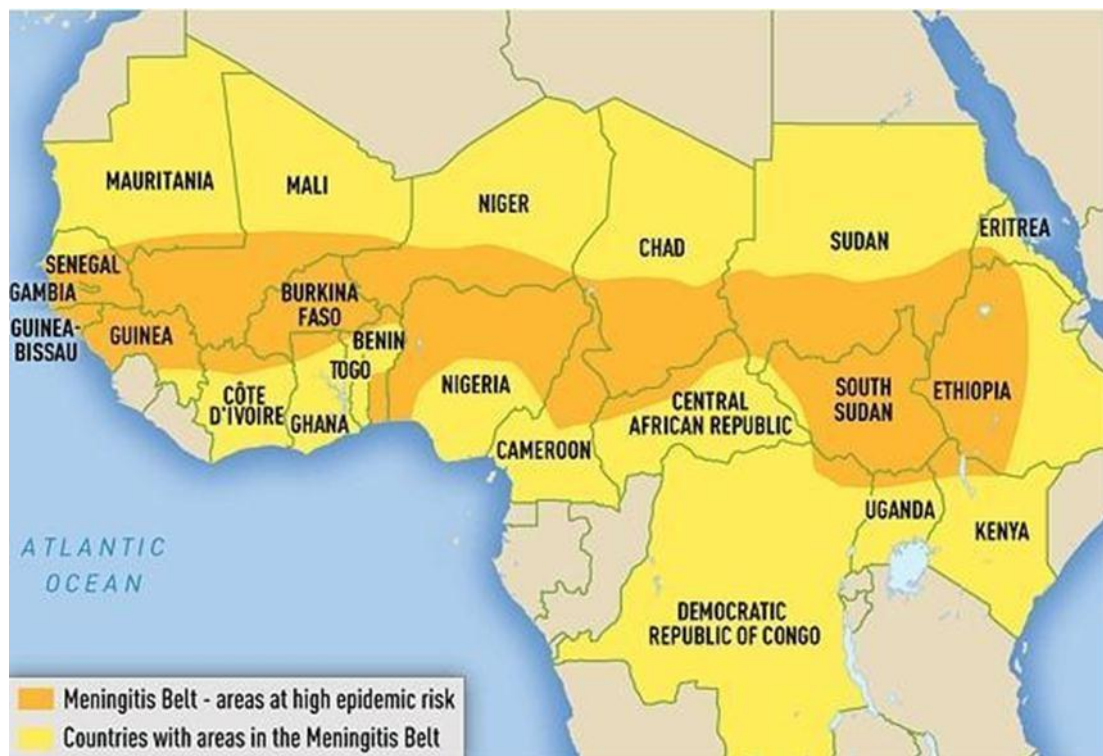 MAURITANIA
MALI
NIGER
CHAD
SUDAN
ERITREA
SENEGAL
GAMBIA
GUINEA-
BISSAU
GUINEA
BURKINA
FASO
BENIN
TOGO
CÔTE
D'IVOIRE
GHANA
NIGERIA
CAMEROON
CENTRAL
AFRICAN REPUBLIC
SOUTH
SUDAN
ETHIOPIA
UGANDA
KENYA
DEMOCRATIC
REPUBLIC OF CONGO
ATLANTIC
OCEAN
Meningitis Belt - areas at high epidemic risk
Countries with areas in the Meningitis Belt